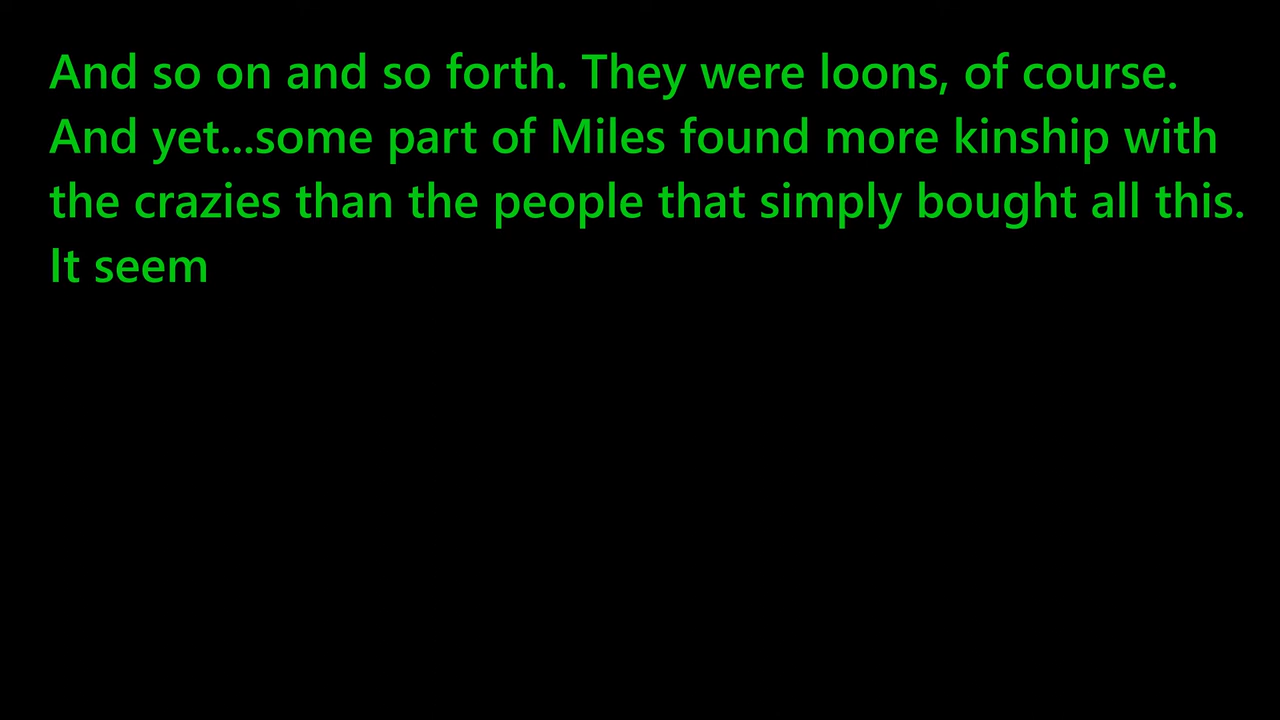 And so on and so forth. They were loons, of course.
And yet...some part of Miles found more kinship with
the crazies than the people that simply bought all this.
It seem